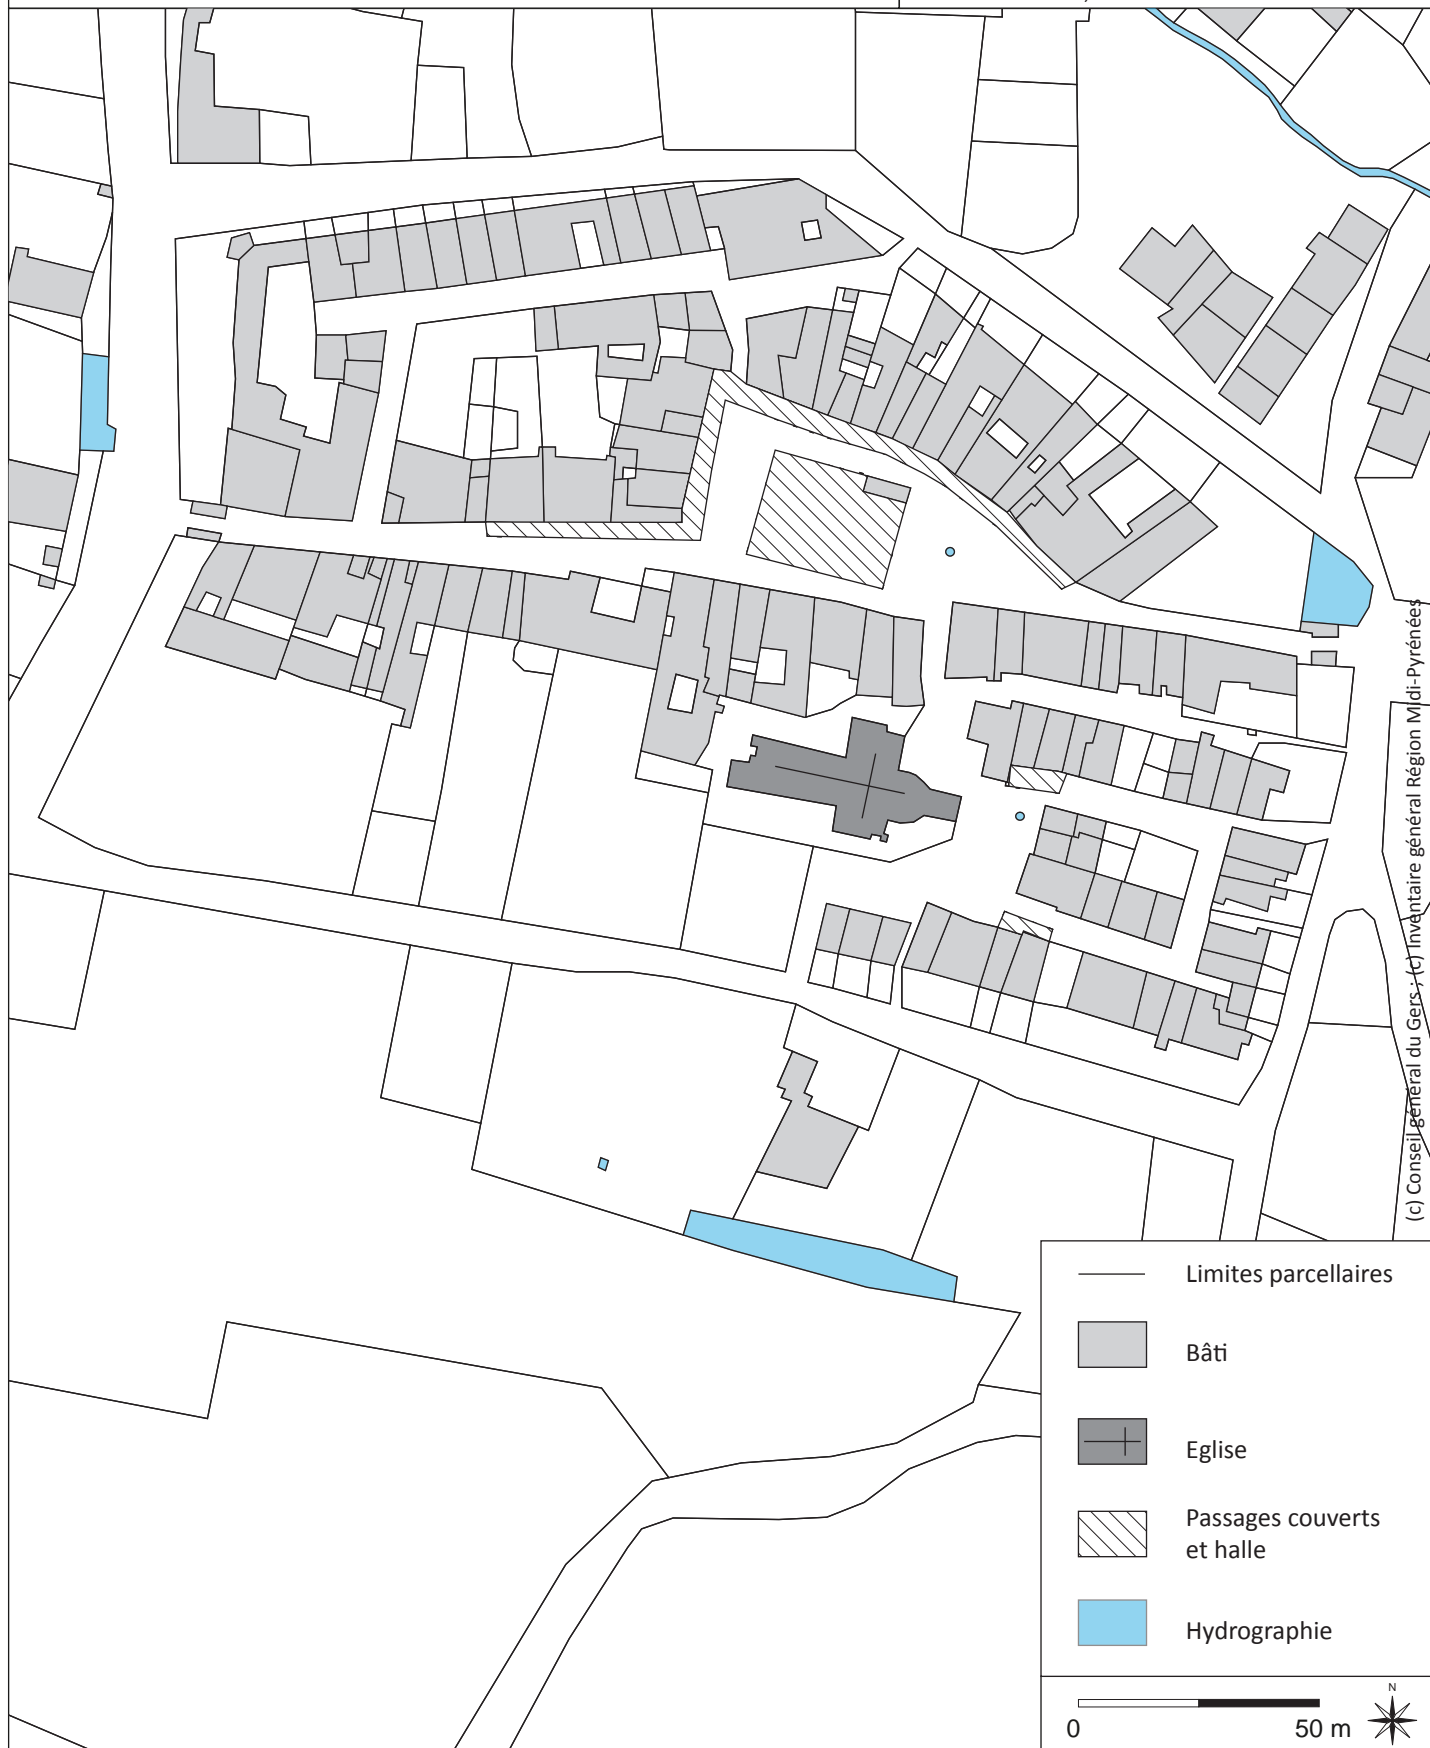 (c) Conseil général du Gers ; (c) Inventaire général Région Midi-Pyrénées
Limites parcellaires
Bâti
Eglise
Passages couverts
et halle
Hydrographie
N
0 50 m